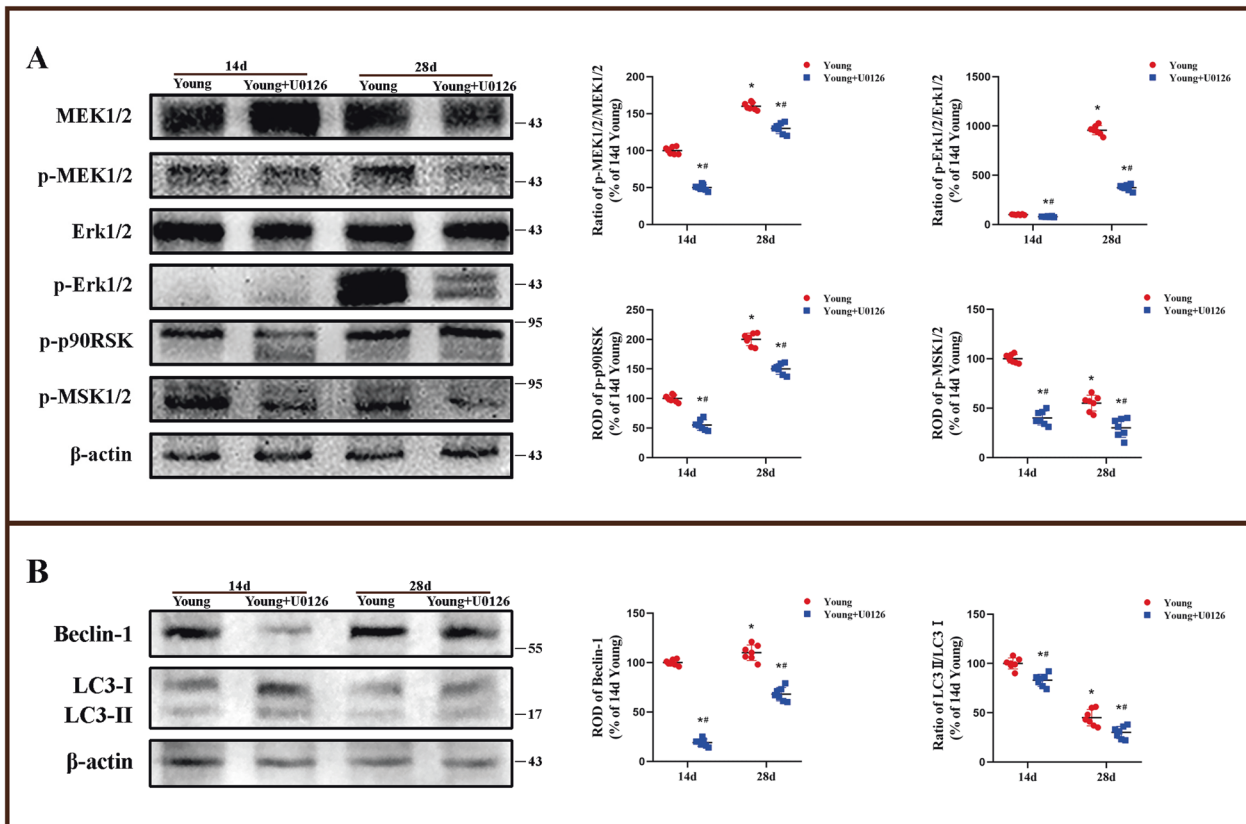 A
14d
28d
Young
Young+U0126
Young
Young+U0126
MEK1/2
43
p-MEK1/2
43
Erk1/2
43
p-Erk1/2
43
p-p90RSK
95
p-MSK1/2
95
β-actin
43
Ratio of p-MEK1/2/MEK1/2
(% of 14d Young)
200
150
100
50
0
*#
*
*#
14d
28d
Young
Young+U0126
Ratio of p-Erk1/2/Erk1/2
(% of 14d Young)
1500
1000
500
0
*#
*
*#
14d
28d
Young
Young+U0126
ROD of p-p90RSK
(% of 14d Young)
250
200
150
100
50
0
*#
*
*#
14d
28d
Young
Young+U0126
ROD of p-MSK1/2
(% of 14d Young)
150
100
50
0
*#
*
*#
14d
28d
Young
Young+U0126
B
14d
28d
Young
Young+U0126
Young
Young+U0126
Beclin-1
55
LC3-I
LC3-II
17
β-actin
43
ROD of Beclin-1
(% of 14d Young)
150
100
50
0
*#
*
*#
14d
28d
Young
Young+U0126
Ratio of LC3 Ⅱ/LC3 Ⅰ
(% of 14d Young)
150
100
50
0
*#
*
*#
14d
28d
Young
Young+U0126